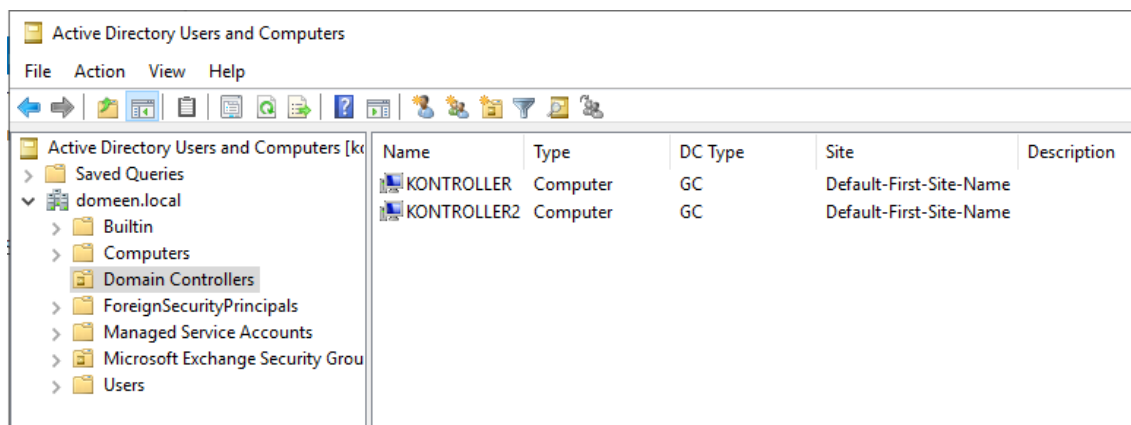 Active Directory Users and Computers
File Action View Help
Active Directory Users and Computers [k
Saved Queries
domeen.local
Builtin
Computers
Domain Controllers
ForeignSecurityPrincipals
Managed Service Accounts
Microsoft Exchange Security Grou
Users
Name Type DC Type Site Description
KONTROLLER Computer GC Default-First-Site-Name
KONTROLLER2 Computer GC Default-First-Site-Name